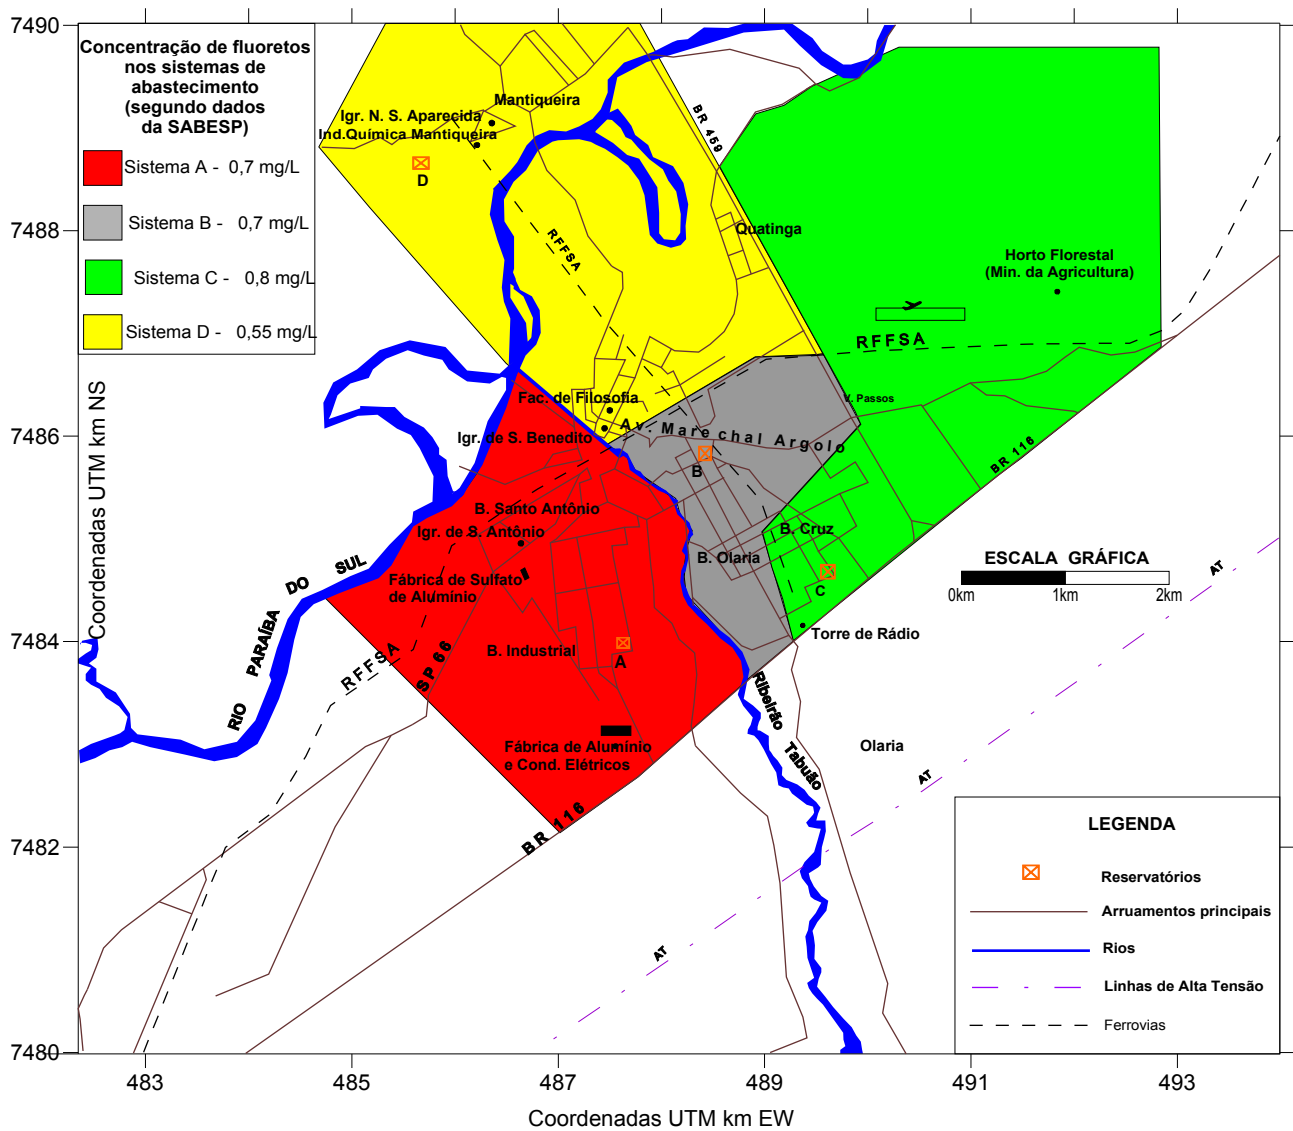 7490
7488
7486
7484
7482
7480
Coordenadas UTM km NS
Concentração de fluoretos
nos sistemas de
abastecimento
(segundo dados
da SABESP)
Sistema A - 0,7 mg/L
Sistema B - 0,7 mg/L
Sistema C - 0,8 mg/L
Sistema D - 0,55 mg/L
Mantiqueira
Igr. N. S. Aparecida
Ind.Química Mantiqueira
D
BR 459
RFFSA
Quatinga
Horto Florestal
(Min. da Agricultura)
RFFSA
V. Passos
Fac. de Filosofia
Av. Marechal Argolo
Igr. de S. Benedito
B
BR 116
B. Santo Antônio
Igr. de S. Antônio
B. Cruz
B. Olaria
C
Fábrica de Sulfato
de Alumínio
RIO PARAÍBA DO SUL
ESCALA GRÁFICA
0km
1km
2km
AT
Torre de Rádio
B. Industrial
A
RFFSA
SP 66
Ribeirão Tabuão
Olaria
Fábrica de Alumínio
e Cond. Elétricos
AT
BR 116
AT
LEGENDA
Reservatórios
Arruamentos principais
Rios
Linhas de Alta Tensão
Ferrovias
483
485
487
489
491
493
Coordenadas UTM km EW